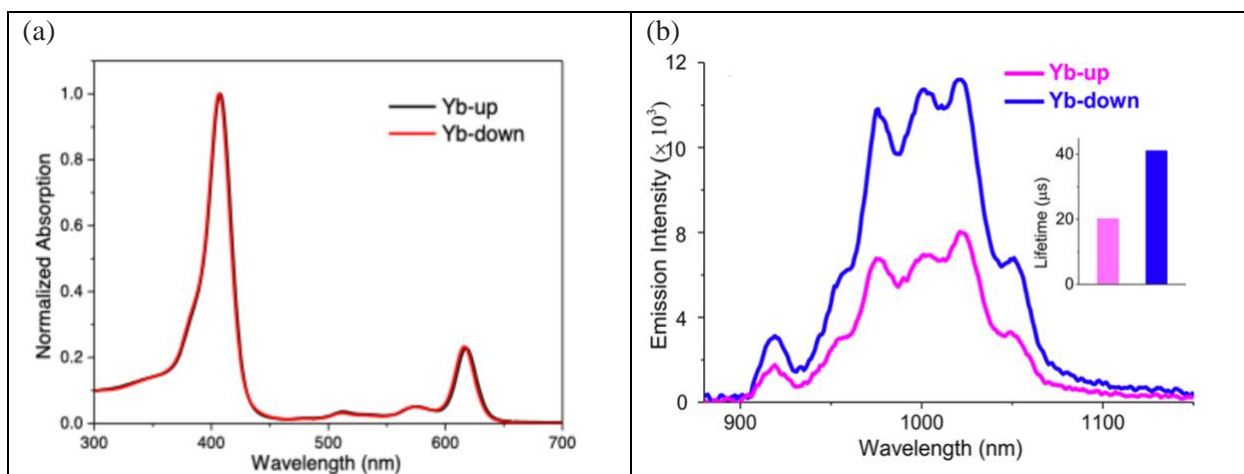 (a)
Yb-up
Yb-down
Normalized Absorption
1.0
0.8
0.6
0.4
0.2
0.0
300 400 500 600 700
Wavelength (nm)
(b)
Yb-up
Yb-down
Emission Intensity (× 10³)
12
10
8
4
0
900 1000 1100
Wavelength (nm)
Lifetime (μs)
40
20
0